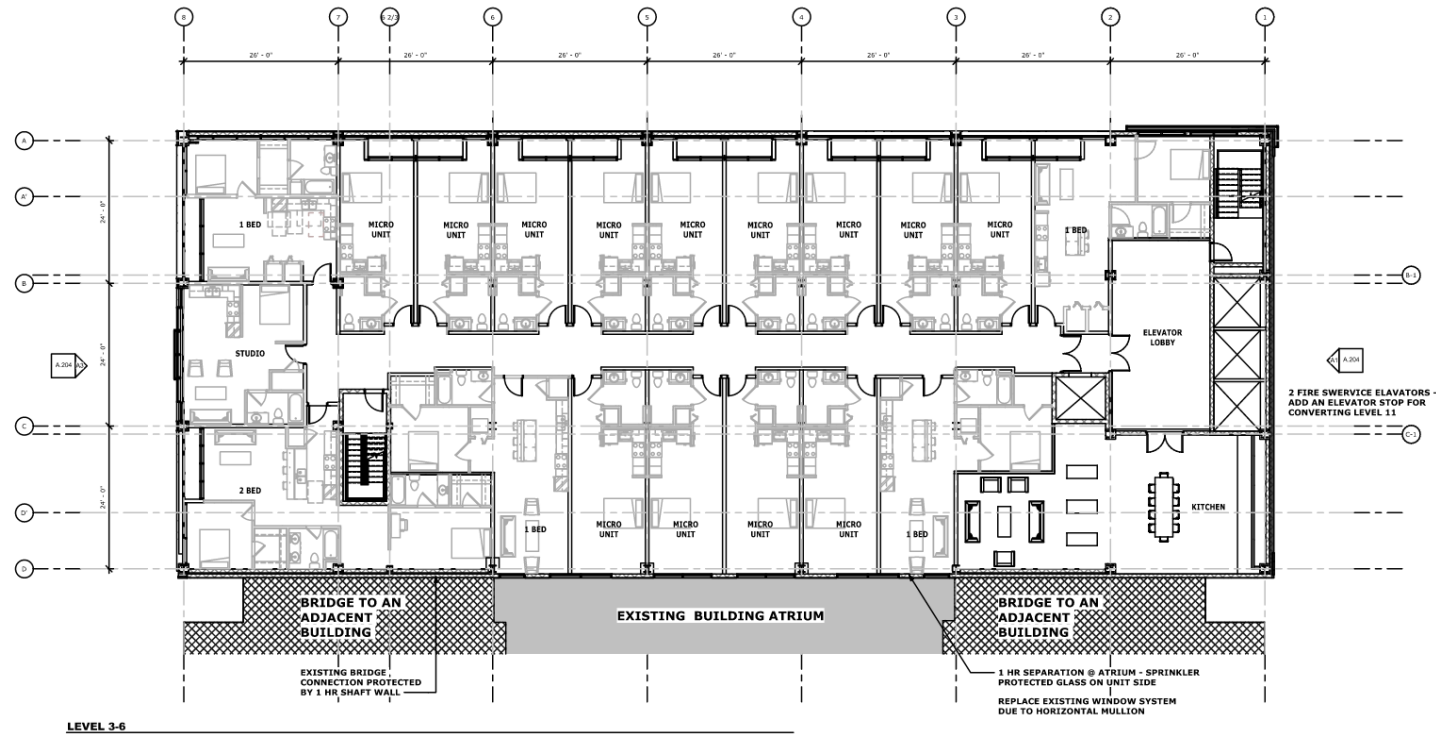 8 7 6 2/3 6 5 4 3 2 1
26' - 0" 26' - 0" 26' - 0" 26' - 0" 26' - 0" 26' - 0" 26' - 0"
A
A'
24' - 0"
1 BED
MICRO
UNIT
MICRO
UNIT
MICRO
UNIT
MICRO
UNIT
MICRO
UNIT
MICRO
UNIT
MICRO
UNIT
MICRO
UNIT
MICRO
UNIT
1 BED
B
B-1
24' - 0"
STUDIO
ELEVATOR
LOBBY
A.204
A3
A1
A.204
2 FIRE SWERVICE ELAVATORS -
ADD AN ELEVATOR STOP FOR
CONVERTING LEVEL 11
C
C-1
24' - 0"
2 BED
D'
1 BED
MICRO
UNIT
MICRO
UNIT
MICRO
UNIT
MICRO
UNIT
1 BED
KITCHEN
D
BRIDGE TO AN
ADJACENT
BUILDING
EXISTING BUILDING ATRIUM
BRIDGE TO AN
ADJACENT
BUILDING
EXISTING BRIDGE
CONNECTION PROTECTED
BY 1 HR SHAFT WALL
1 HR SEPARATION @ ATRIUM - SPRINKLER
PROTECTED GLASS ON UNIT SIDE
REPLACE EXISTING WINDOW SYSTEM
DUE TO HORIZONTAL MULLION
LEVEL 3-6